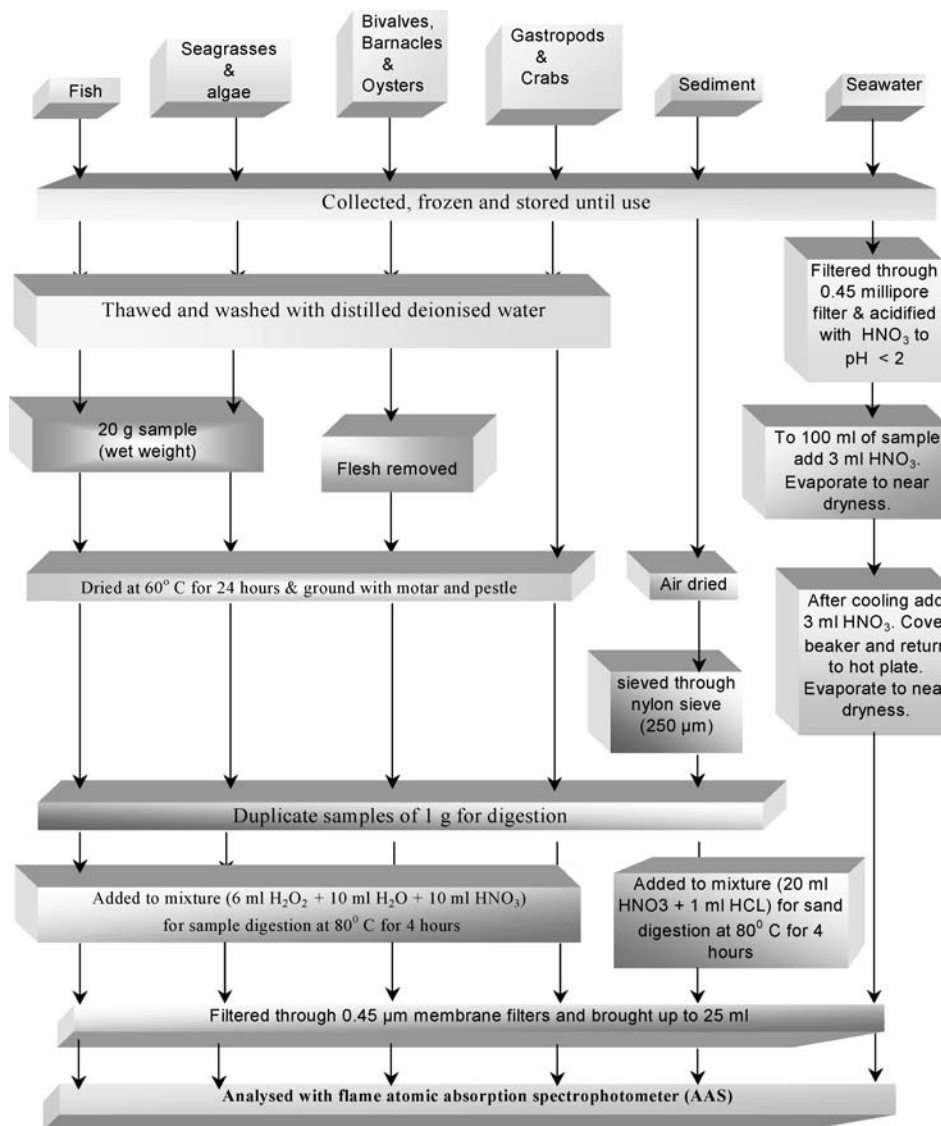 Fish
Seagrasses
&
algae
Bivalves,
Barnacles
&
Oysters
Gastropods
&
Crabs
Sediment
Seawater
Collected, frozen and stored until use
Thawed and washed with distilled deionised water
Filtered through
0.45 millipore
filter & acidified
with HNO₃ to
pH < 2
20 g sample
(wet weight)
Flesh removed
To 100 ml of sample
add 3 ml HNO₃.
Evaporate to near
dryness.
Dried at 60° C for 24 hours & ground with motar and pestle
Air dried
After cooling add
3 ml HNO₃. Cove
beaker and return
to hot plate.
Evaporate to nea
dryness.
sieved through
nylon sieve
(250 µm)
Duplicate samples of 1 g for digestion
Added to mixture (6 ml H₂O₂ + 10 ml H₂O + 10 ml HNO₃)
for sample digestion at 80⁰ C for 4 hours
Added to mixture (20 ml
HNO3 + 1 ml HCL) for sand
digestion at 80⁰ C for 4
hours
Filtered through 0.45 µm membrane filters and brought up to 25 ml
Analysed with flame atomic absorption spectrophotometer (AAS)